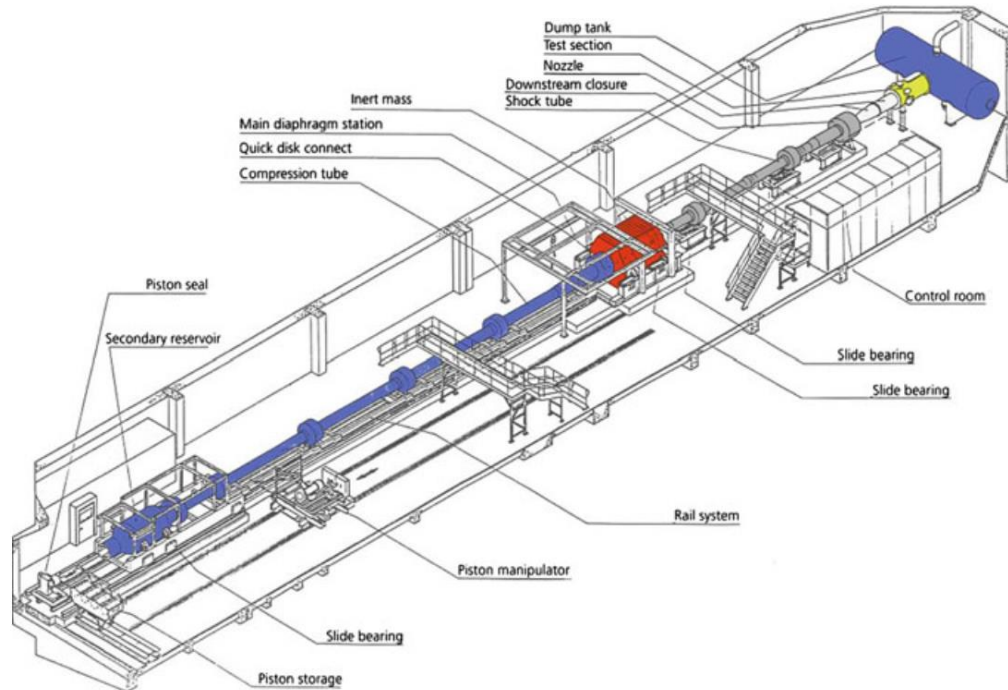 Dump tank
Test section
Nozzle
Downstream closure
Shock tube
Inert mass
Main diaphragm station
Quick disk connect
Compression tube
Piston seal
Secondary reservoir
Control room
Slide bearing
Slide bearing
Rail system
Piston manipulator
Slide bearing
Piston storage